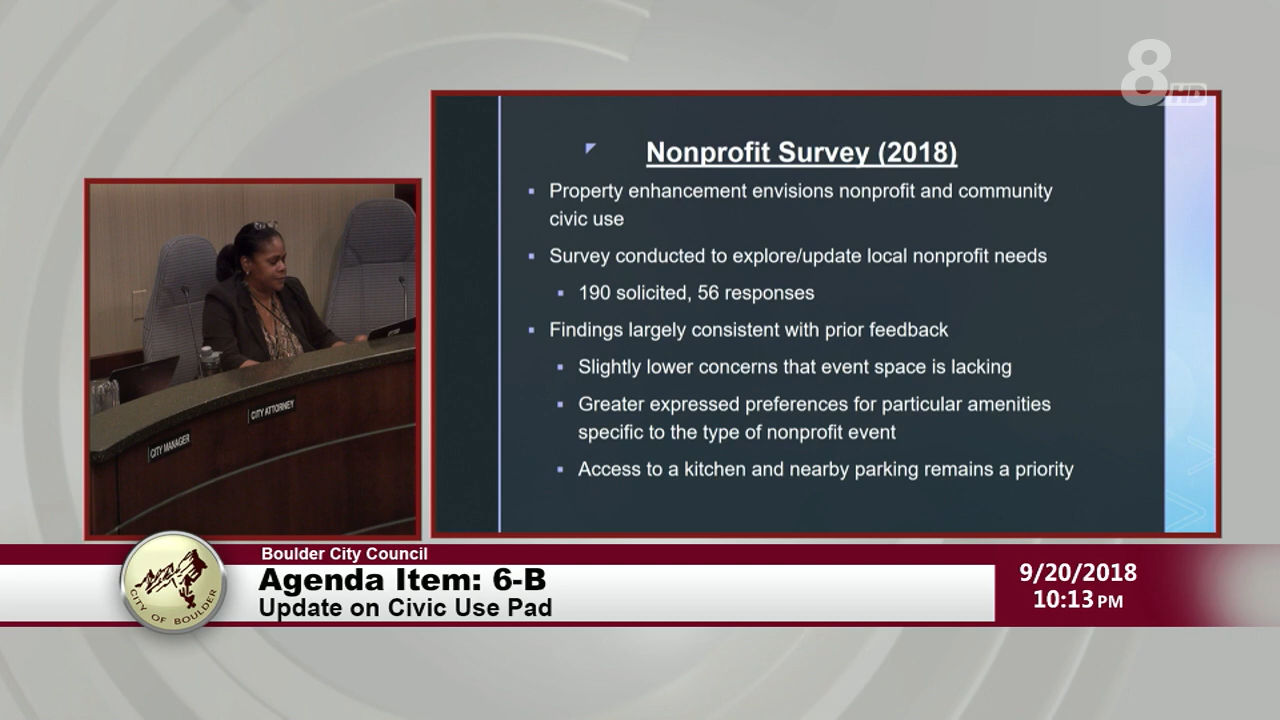 8HD
Nonprofit Survey (2018)
▪ Property enhancement envisions nonprofit and community
civic use
▪ Survey conducted to explore/update local nonprofit needs
▪ 190 solicited, 56 responses
▪ Findings largely consistent with prior feedback
▪ Slightly lower concerns that event space is lacking
▪ Greater expressed preferences for particular amenities
specific to the type of nonprofit event
▪ Access to a kitchen and nearby parking remains a priority
CITY MANAGER
CITY ATTORNEY
Boulder City Council
Agenda Item: 6-B
Update on Civic Use Pad
CITY OF BOULDER
9/20/2018
10:13 PM